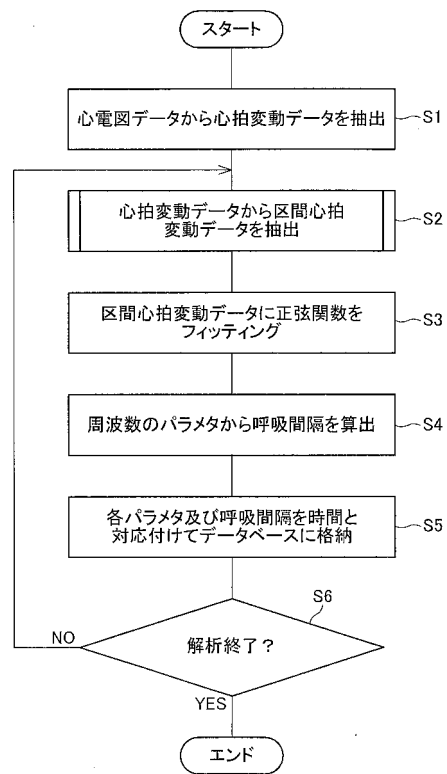 スタート
心電図データから心拍変動データを抽出
S1
心拍変動データから区間心拍
変動データを抽出
S2
区間心拍変動データに正弦関数を
フィッティング
S3
周波数のパラメタから呼吸間隔を算出
S4
各パラメタ及び呼吸間隔を時間と
対応付けてデータベースに格納
S5
S6
解析終了?
NO
YES
エンド